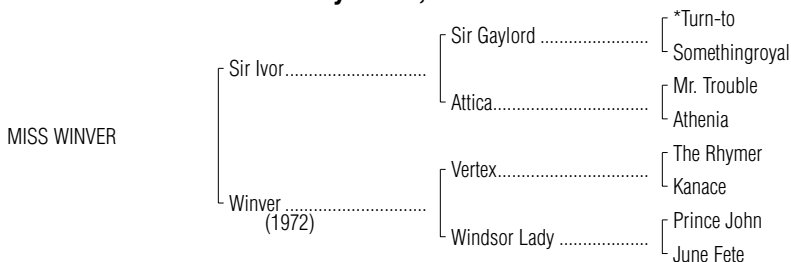 *Turn-to
Sir Gaylord ........................
Somethingroyal
Sir Ivor..............................
Mr. Trouble
Attica..................................
Athenia
MISS WINVER
The Rhymer
Vertex.................................
Kanace
Winver ..............................
(1972)
Prince John
Windsor Lady ....................
June Fete